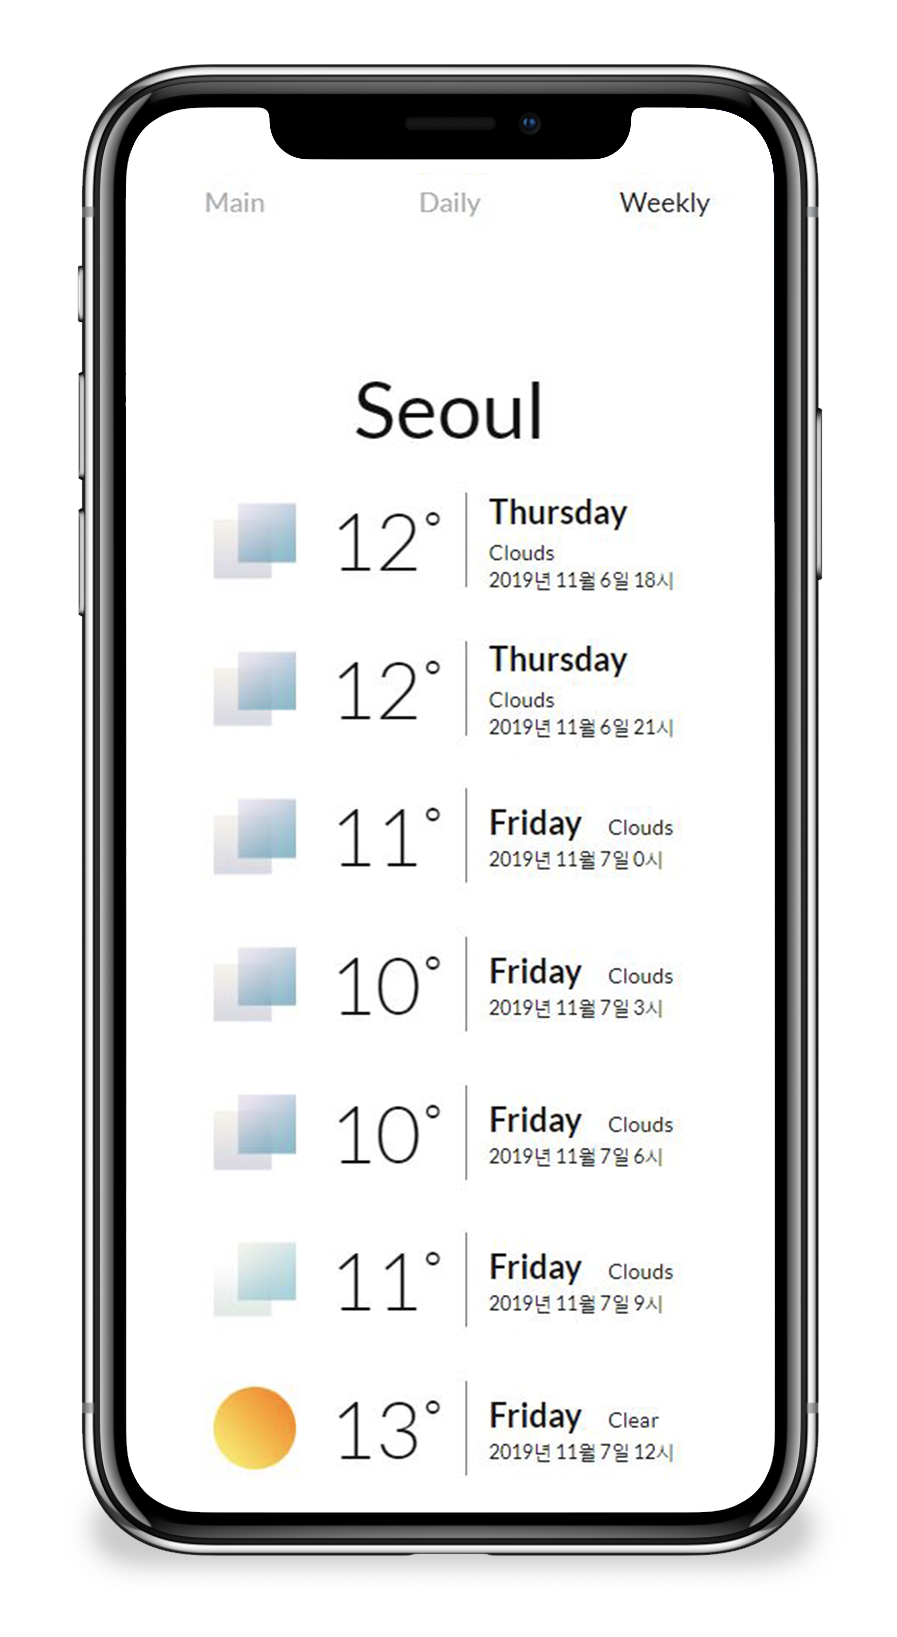 Main Daily Weekly
Seoul
12° Thursday
Clouds
2019년 11월 6일 18시
12° Thursday
Clouds
2019년 11월 6일 21시
11° Friday Clouds
2019년 11월 7일 0시
10° Friday Clouds
2019년 11월 7일 3시
10° Friday Clouds
2019년 11월 7일 6시
11° Friday Clouds
2019년 11월 7일 9시
13° Friday Clear
2019년 11월 7일 12시